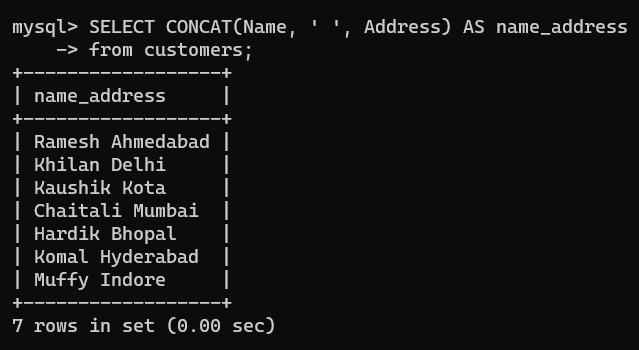 mysql> SELECT CONCAT(Name, ' ', Address) AS name_address
    -> from customers;
+------------------+
| name_address     |
+------------------+
| Ramesh Ahmedabad |
| Khilan Delhi     |
| Kaushik Kota     |
| Chaitali Mumbai  |
| Hardik Bhopal    |
| Komal Hyderabad  |
| Muffy Indore     |
+------------------+
7 rows in set (0.00 sec)